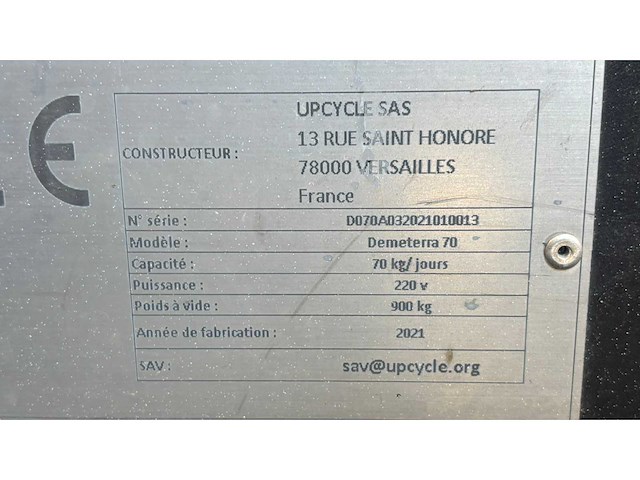 CE
CONSTRUCTEUR :
UPCYCLE SAS
13 RUE SAINT HONORE
78000 VERSAILLES
France
N° série : D070A032021010013
Modèle : Demeterra 70
Capacité : 70 kg/ jours
Puissance : 220 v
Poids à vide : 900 kg
Année de fabrication : 2021
SAV : sav@upcycle.org